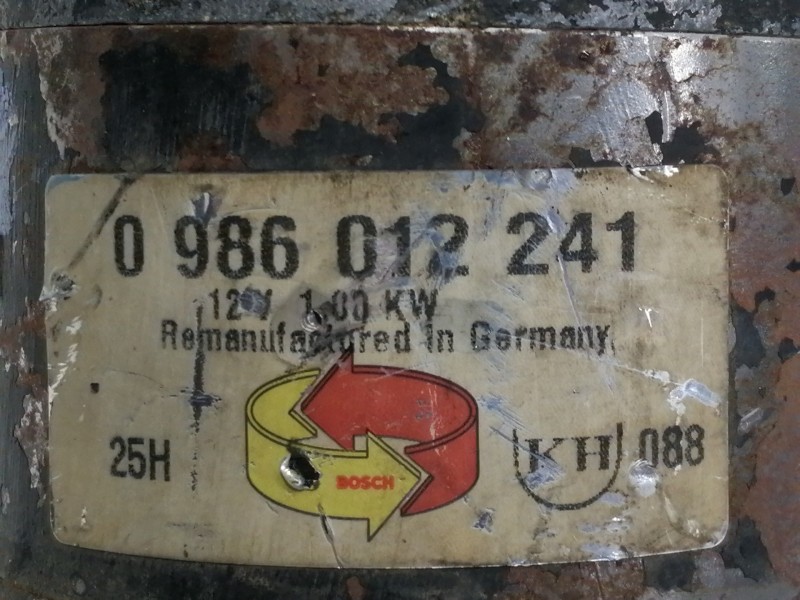 0 986 012 241
12 V 1.00 KW
Remanufactured in Germany
25H
BOSCH
KH 088